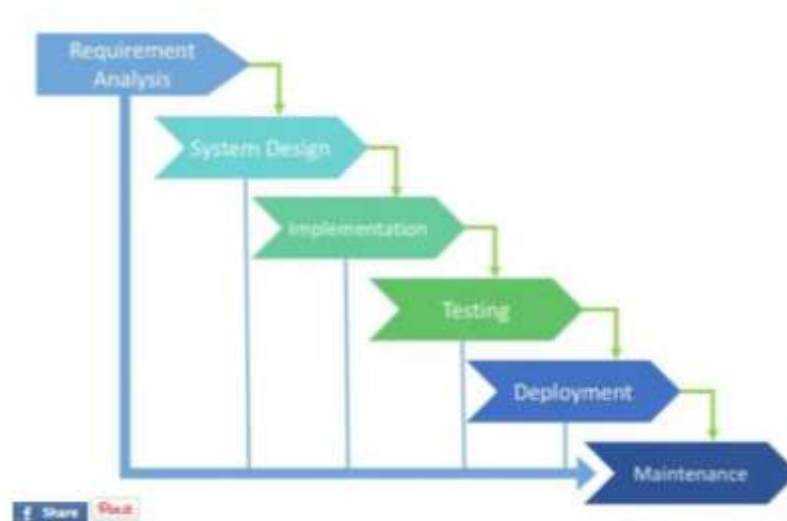 Requirement
Analysis
System Design
Implementation
Testing
Deployment
Maintenance
f Share
Pin it